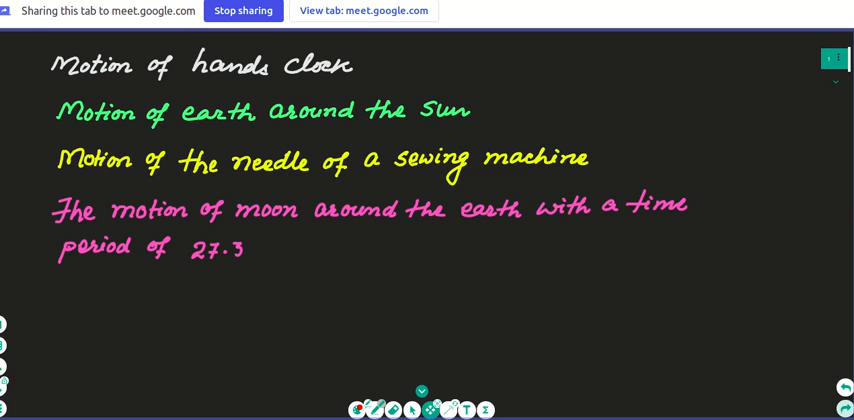 Sharing this tab to meet.google.com Stop sharing View tab: meet.google.com
Motion of hands clock
1
Motion of earth around the sun
Motion of the needle of a sewing machine
The motion of moon around the earth with a time
period of 27.3
T Σ